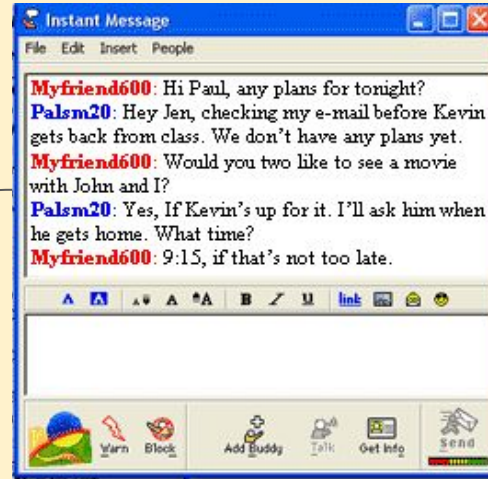 Instant Message
File Edit Insert People
Myfriend600: Hi Paul, any plans for tonight?
Palsm20: Hey Jen, checking my e-mail before Kevin
gets back from class. We don't have any plans yet.
Myfriend600: Would you two like to see a movie
with John and I?
Palsm20: Yes, If Kevin's up for it. I'll ask him when
he gets home. What time?
Myfriend600: 9:15, if that's not too late.
A A A A A B I U link
Warn Block Add Buddy Talk Get Info Send